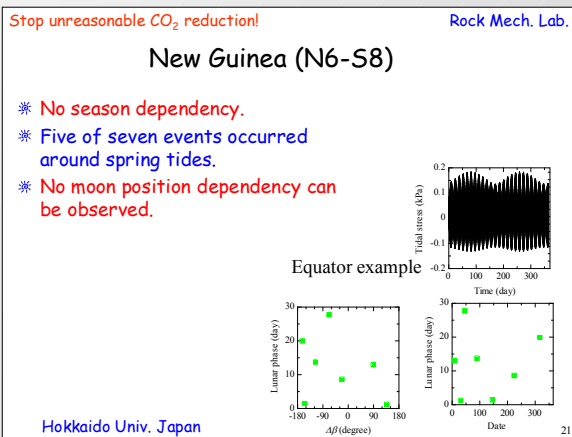 Stop unreasonable CO₂ reduction!
Rock Mech. Lab.
New Guinea (N6-S8)
No season dependency.
Five of seven events occurred
around spring tides.
No moon position dependency can
be observed.
Equator example
Tidal stress (kPa)
0.2
0.1
0
-0.1
-0.2
0 100 200 300
Time (day)
Lunar phase (day)
30
20
10
0
-180 -90 0 90 180
Δβ (degree)
Lunar phase (day)
30
20
10
0
0 100 200 300
Date
Hokkaido Univ. Japan
21